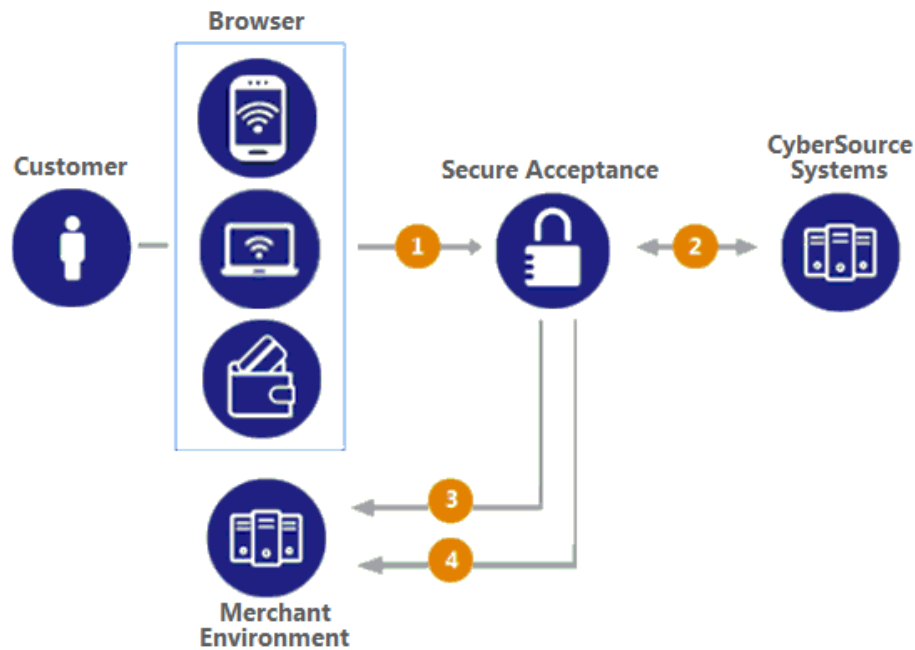 Browser
Customer
Secure Acceptance
CyberSource
Systems
1
2
3
4
Merchant
Environment